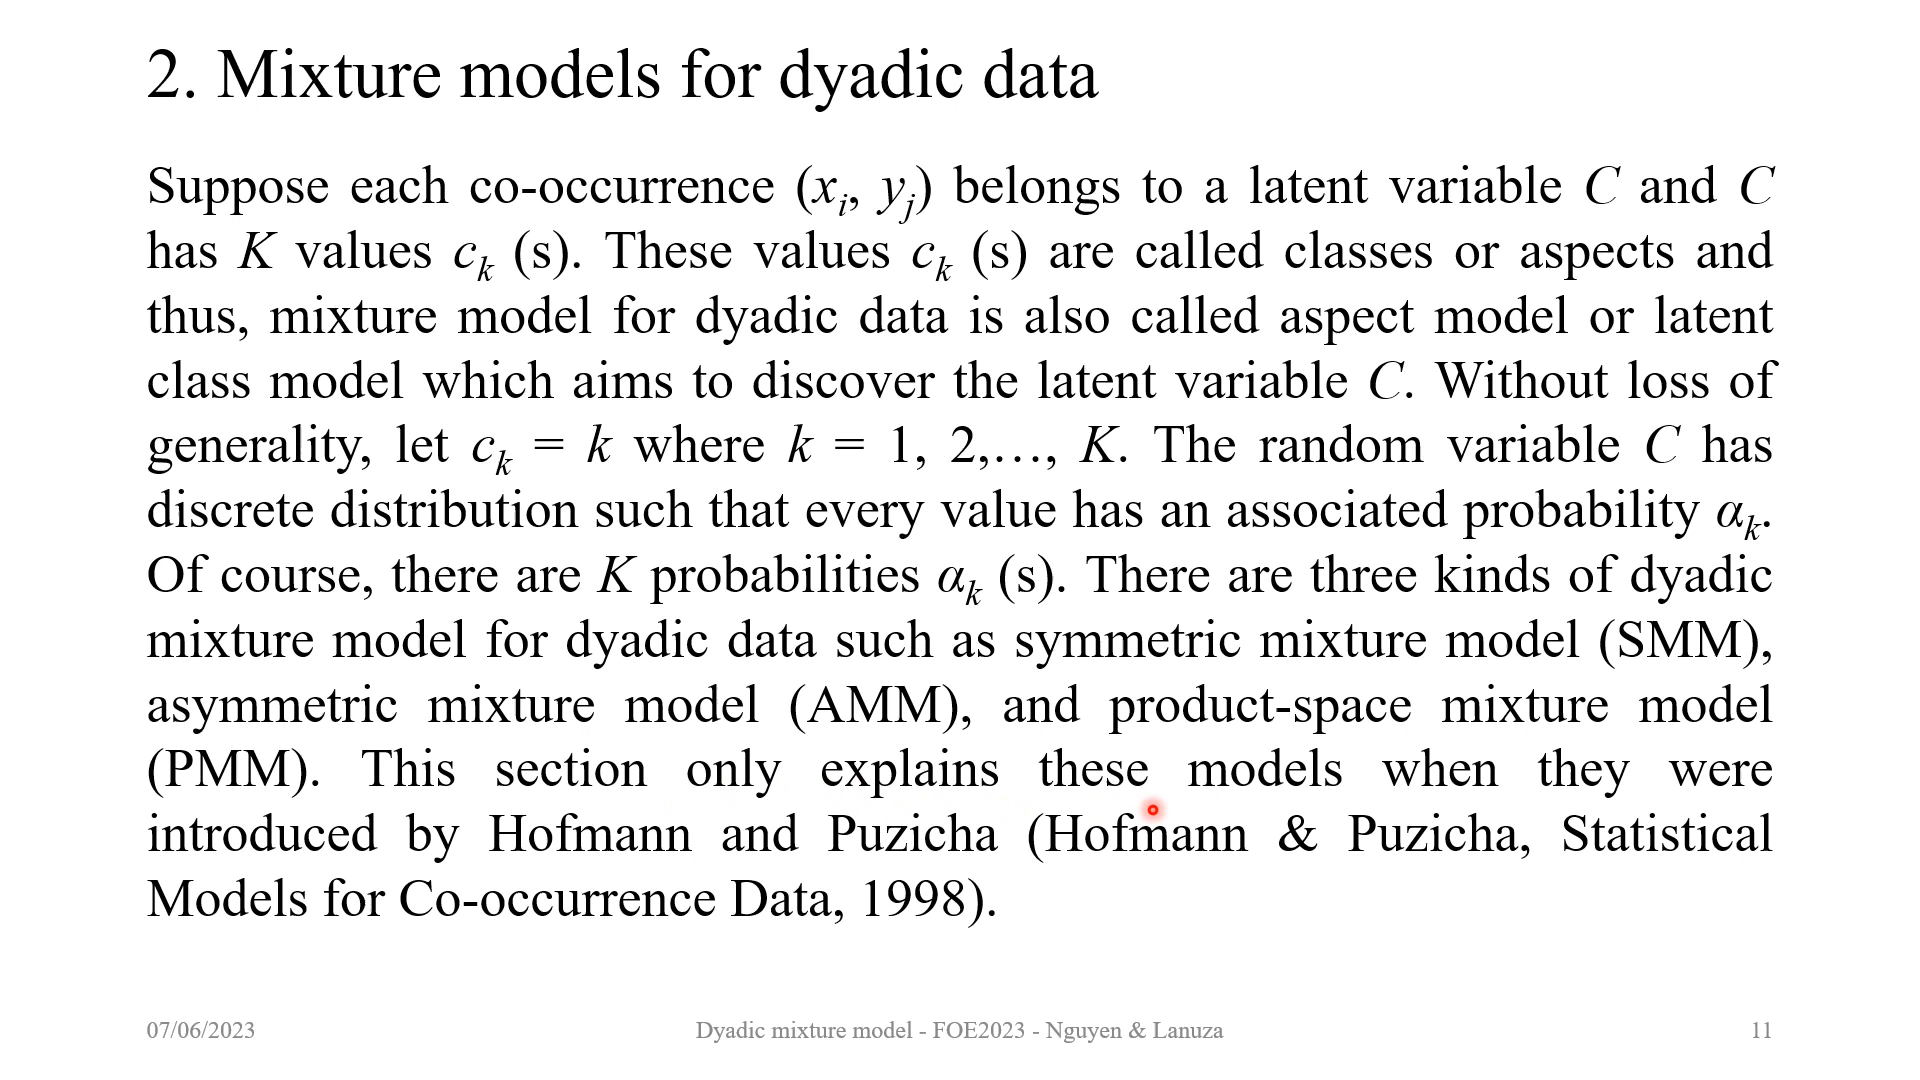 2. Mixture models for dyadic data
Suppose each co-occurrence (xᵢ, yⱼ) belongs to a latent variable C and C
has K values cₖ (s). These values cₖ (s) are called classes or aspects and
thus, mixture model for dyadic data is also called aspect model or latent
class model which aims to discover the latent variable C. Without loss of
generality, let cₖ = k where k = 1, 2,…, K. The random variable C has
discrete distribution such that every value has an associated probability αₖ.
Of course, there are K probabilities αₖ (s). There are three kinds of dyadic
mixture model for dyadic data such as symmetric mixture model (SMM),
asymmetric mixture model (AMM), and product-space mixture model
(PMM). This section only explains these models when they were
introduced by Hofmann and Puzicha (Hofmann & Puzicha, Statistical
Models for Co-occurrence Data, 1998).
07/06/2023
Dyadic mixture model - FOE2023 - Nguyen & Lanuza
11